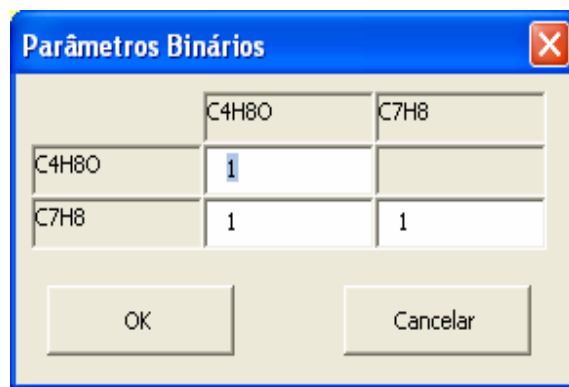 Parâmetros Binários
C4H8O C7H8
C4H8O 1
C7H8 1 1
OK Cancelar